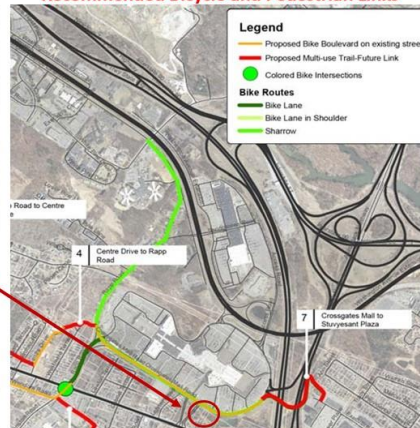 Legend
Proposed Bike Boulevard on existing stree
Proposed Multi-use Trail-Future Link
Colored Bike Intersections
Bike Routes
Bike Lane
Bike Lane in Shoulder
Sharrow
Road to Centre
e
4 Centre Drive to Rapp
Road
7 Crossgates Mall to
Stuyvesant Plaza